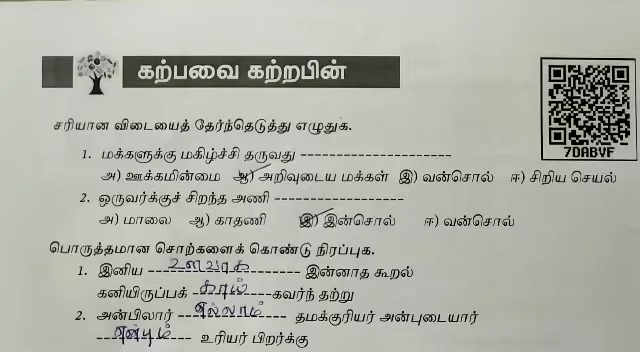 கற்பவை கற்றபின்
சரியான விடையைத் தேர்ந்தெடுத்து எழுதுக.
1. மக்களுக்கு மகிழ்ச்சி தருவது ----------------------
அ) ஊக்கமின்மை ஆ) அறிவுடைய மக்கள் இ) வன்சொல் ஈ) சிறிய செயல்
2. ஒருவர்க்குச் சிறந்த அணி -------------------
அ) மாலை ஆ) காதணி இ) இன்சொல் ஈ) வன்சொல்
பொருத்தமான சொற்களைக் கொண்டு நிரப்புக.
1. இனிய உளவாக இன்னாத கூறல்
கனியிருப்பக் காய் கவர்ந் தற்று
2. அன்பிலார் எல்லாம் தமக்குரியர் அன்புடையார்
என்பும் உரியர் பிறர்க்கு
7DABVF